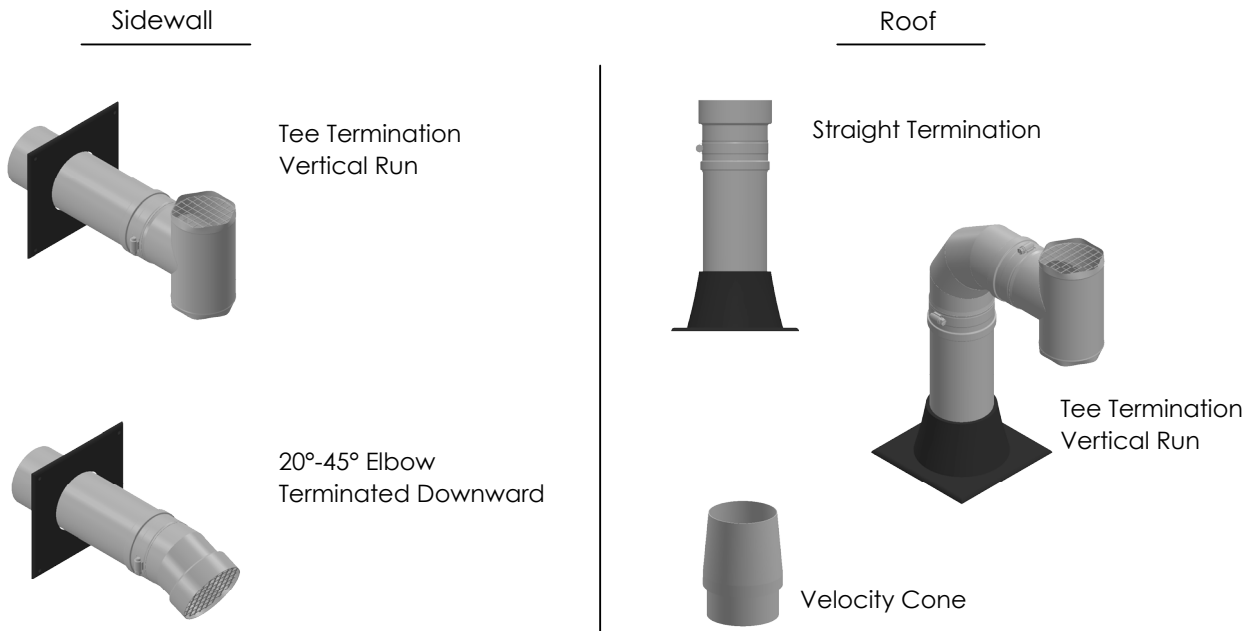 Sidewall
Tee Termination
Vertical Run
20°-45° Elbow
Terminated Downward
Roof
Straight Termination
Tee Termination
Vertical Run
Velocity Cone